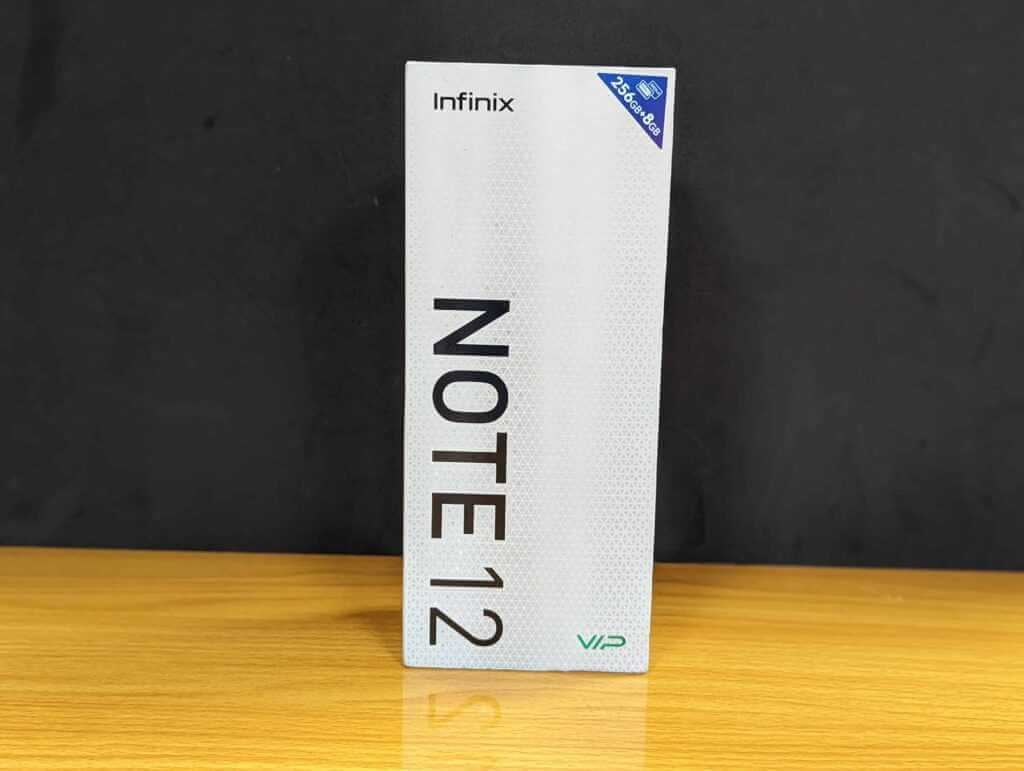 Infinix
256GB+8GB
NOTE 12
VIP